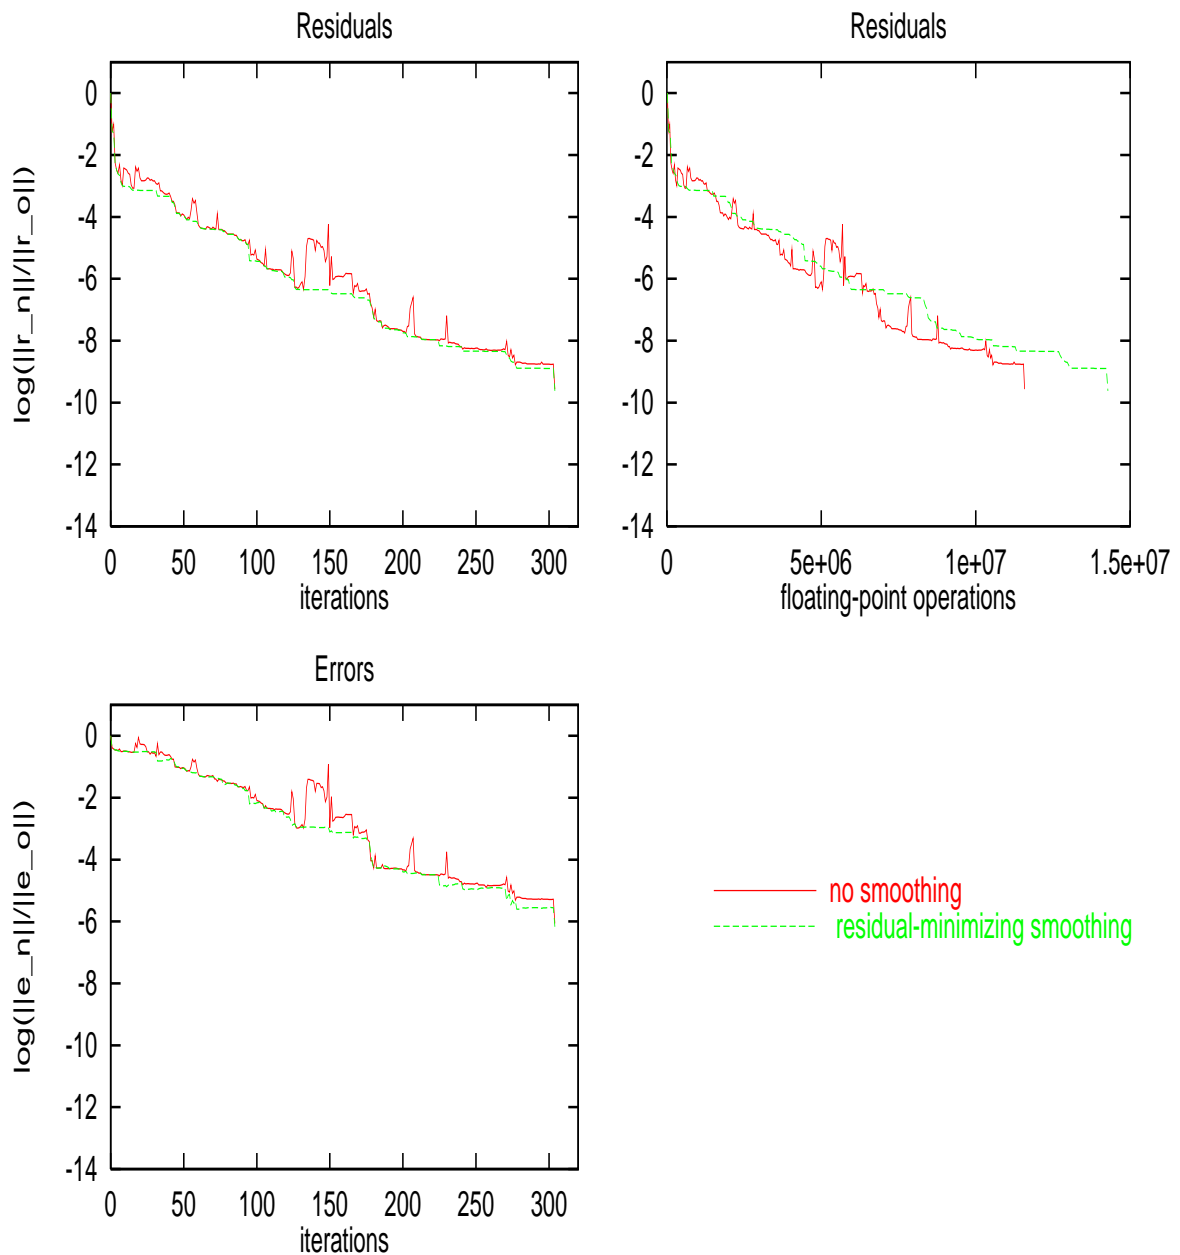 Residuals
0
-2
-4
-6
-8
-10
-12
-14
log(||r_n||/||r_o||)
0 50 100 150 200 250 300
iterations
Residuals
0
-2
-4
-6
-8
-10
-12
-14
0 5e+06 1e+07 1.5e+07
floating-point operations
Errors
0
-2
-4
-6
-8
-10
-12
-14
log(||e_n||/||e_o||)
0 50 100 150 200 250 300
iterations
no smoothing
residual-minimizing smoothing